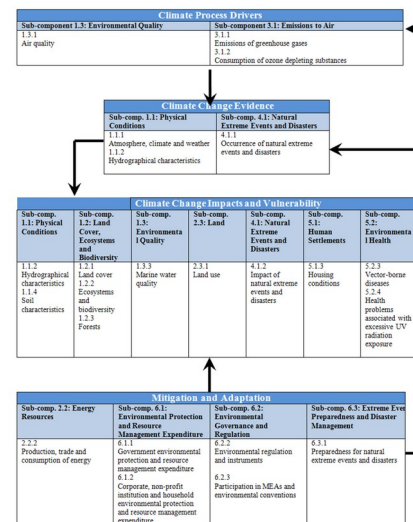 Climate Process Drivers
Sub-component 1.3: Environmental Quality
1.3.1
Air quality
Sub-component 3.1: Emissions to Air
3.1.1
Emissions of greenhouse gases
3.1.2
Consumption of ozone depleting substances
Climate Change Evidence
Sub-comp. 1.1: Physical
Conditions
1.1.1
Atmosphere, climate and weather
1.1.2
Hydrographical characteristics
Sub-comp. 4.1: Natural
Extreme Events and Disasters
4.1.1
Occurrence of natural extreme
events and disasters
Climate Change Impacts and Vulnerability
Sub-comp.
1.1: Physical
Conditions
1.1.2
Hydrographical
characteristics
1.1.4
Soil
characteristics
Sub-comp.
1.2: Land
Cover,
Ecosystems
and
Biodiversity
1.2.1
Land cover
1.2.2
Ecosystems
and
biodiversity
1.2.3
Forests
Sub-comp.
1.3:
Environmenta
l Quality
1.3.3
Marine water
quality
Sub-comp.
2.3: Land
2.3.1
Land use
Sub-comp.
4.1: Natural
Extreme
Events and
Disasters
4.1.2
Impact of
natural extreme
events and
disasters
Sub-comp.
5.1:
Human
Settlements
5.1.3
Housing
conditions
Sub-comp.
5.2:
Environmenta
l Health
5.2.3
Vector-borne
diseases
5.2.4
Health
problems
associated with
excessive UV
radiation
exposure
Mitigation and Adaptation
Sub-comp. 2.2: Energy
Resources
2.2.2
Production, trade and
consumption of energy
Sub-comp. 6.1:
Environmental Protection
and Resource
Management Expenditure
6.1.1
Government environmental
protection and resource
management expenditure
6.1.2
Corporate, non-profit
institution and household
environmental protection
and resource management
expenditure
Sub-comp. 6.2:
Environmental
Governance and
Regulation
6.2.2
Environmental regulation
and instruments
6.2.3
Participation in MEAs and
environmental conventions
Sub-comp. 6.3: Extreme Eve
Preparedness and Disaster
Management
6.3.1
Preparedness for natural
extreme events and disasters